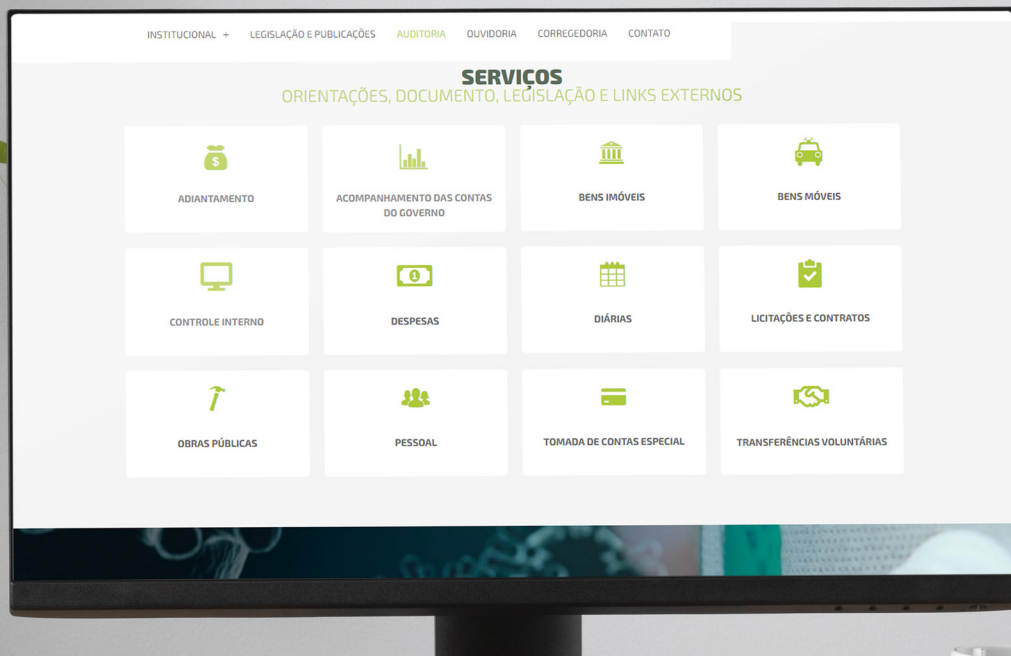 INSTITUCIONAL + LEGISLAÇÃO E PUBLICAÇÕES AUDITORIA OUVIDORIA CORREGEDORIA CONTATO
SERVIÇOS
ORIENTAÇÕES, DOCUMENTO, LEGISLAÇÃO E LINKS EXTERNOS
$
ADIANTAMENTO
ACOMPANHAMENTO DAS CONTAS
DO GOVERNO
BENS IMÓVEIS
BENS MÓVEIS
CONTROLE INTERNO
1
DESPESAS
DIÁRIAS
LICITAÇÕES E CONTRATOS
OBRAS PÚBLICAS
PESSOAL
TOMADA DE CONTAS ESPECIAL
TRANSFERÊNCIAS VOLUNTÁRIAS